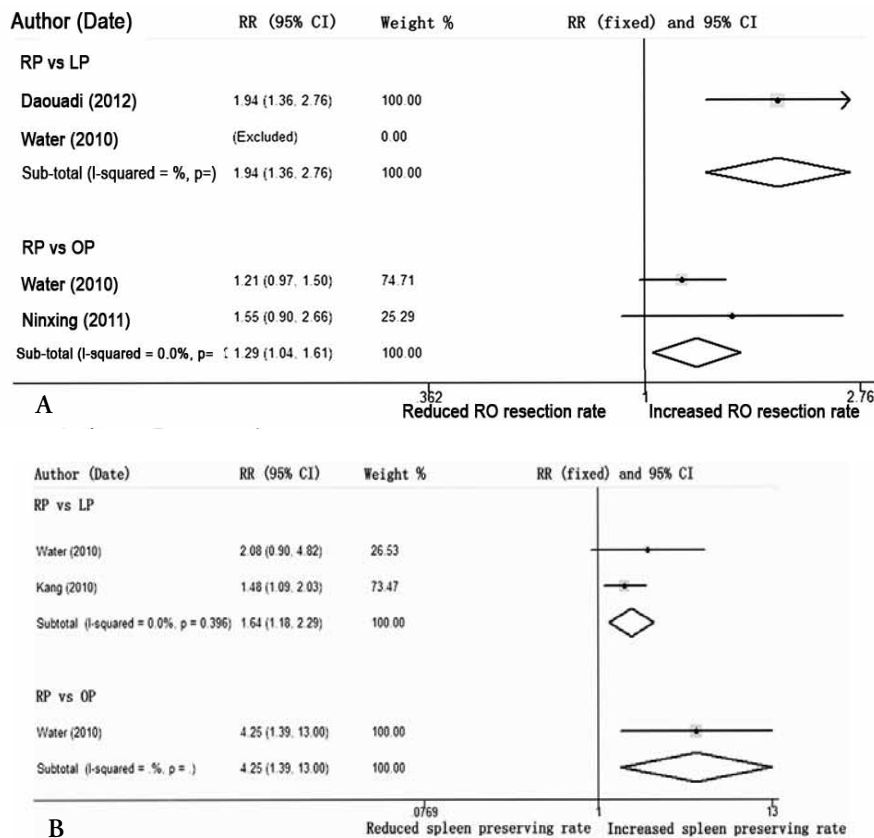 Author (Date) RR (95% CI) Weight % RR (fixed) and 95% CI
RP vs LP
Daouadi (2012) 1.94 (1.36, 2.76) 100.00
Water (2010) (Excluded) 0.00
Sub-total (I-squared = %, p=) 1.94 (1.36, 2.76) 100.00
RP vs OP
Water (2010) 1.21 (0.97, 1.50) 74.71
Ninxing (2011) 1.55 (0.90, 2.66) 25.29
Sub-total (I-squared = 0.0%, p= 1.29 (1.04, 1.61) 100.00
.362 1 2.76
A Reduced RO resection rate Increased RO resection rate
Author (Date) RR (95% CI) Weight % RR (fixed) and 95% CI
RP vs LP
Water (2010) 2.08 (0.90, 4.82) 26.53
Kang (2010) 1.48 (1.09, 2.03) 73.47
Subtotal (I-squared = 0.0%, p = 0.396) 1.64 (1.18, 2.29) 100.00
RP vs OP
Water (2010) 4.25 (1.39, 13.00) 100.00
Subtotal (I-squared = .%, p = .) 4.25 (1.39, 13.00) 100.00
.0769 1 13
B Reduced spleen preserving rate Increased spleen preserving rate